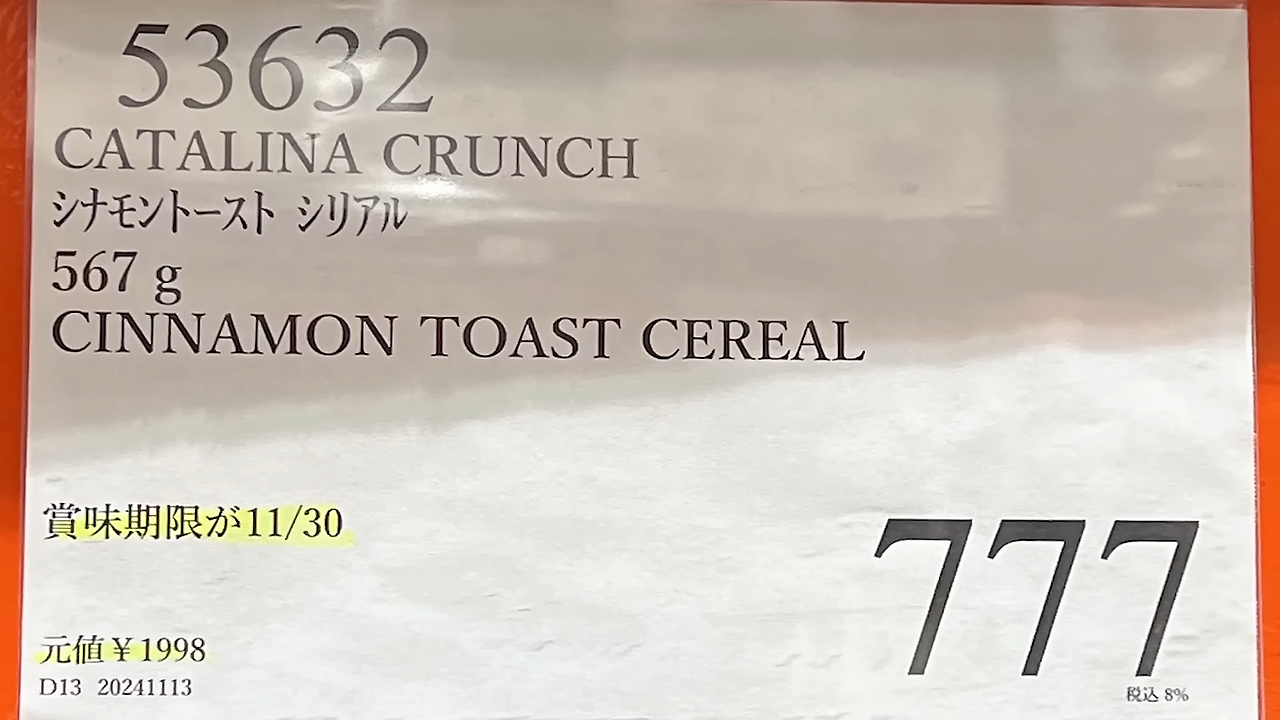 53632
CATALINA CRUNCH
シナモントースト シリアル
567 g
CINNAMON TOAST CEREAL
賞味期限が11/30
777
元値￥1998
D13 20241113
税込 8%